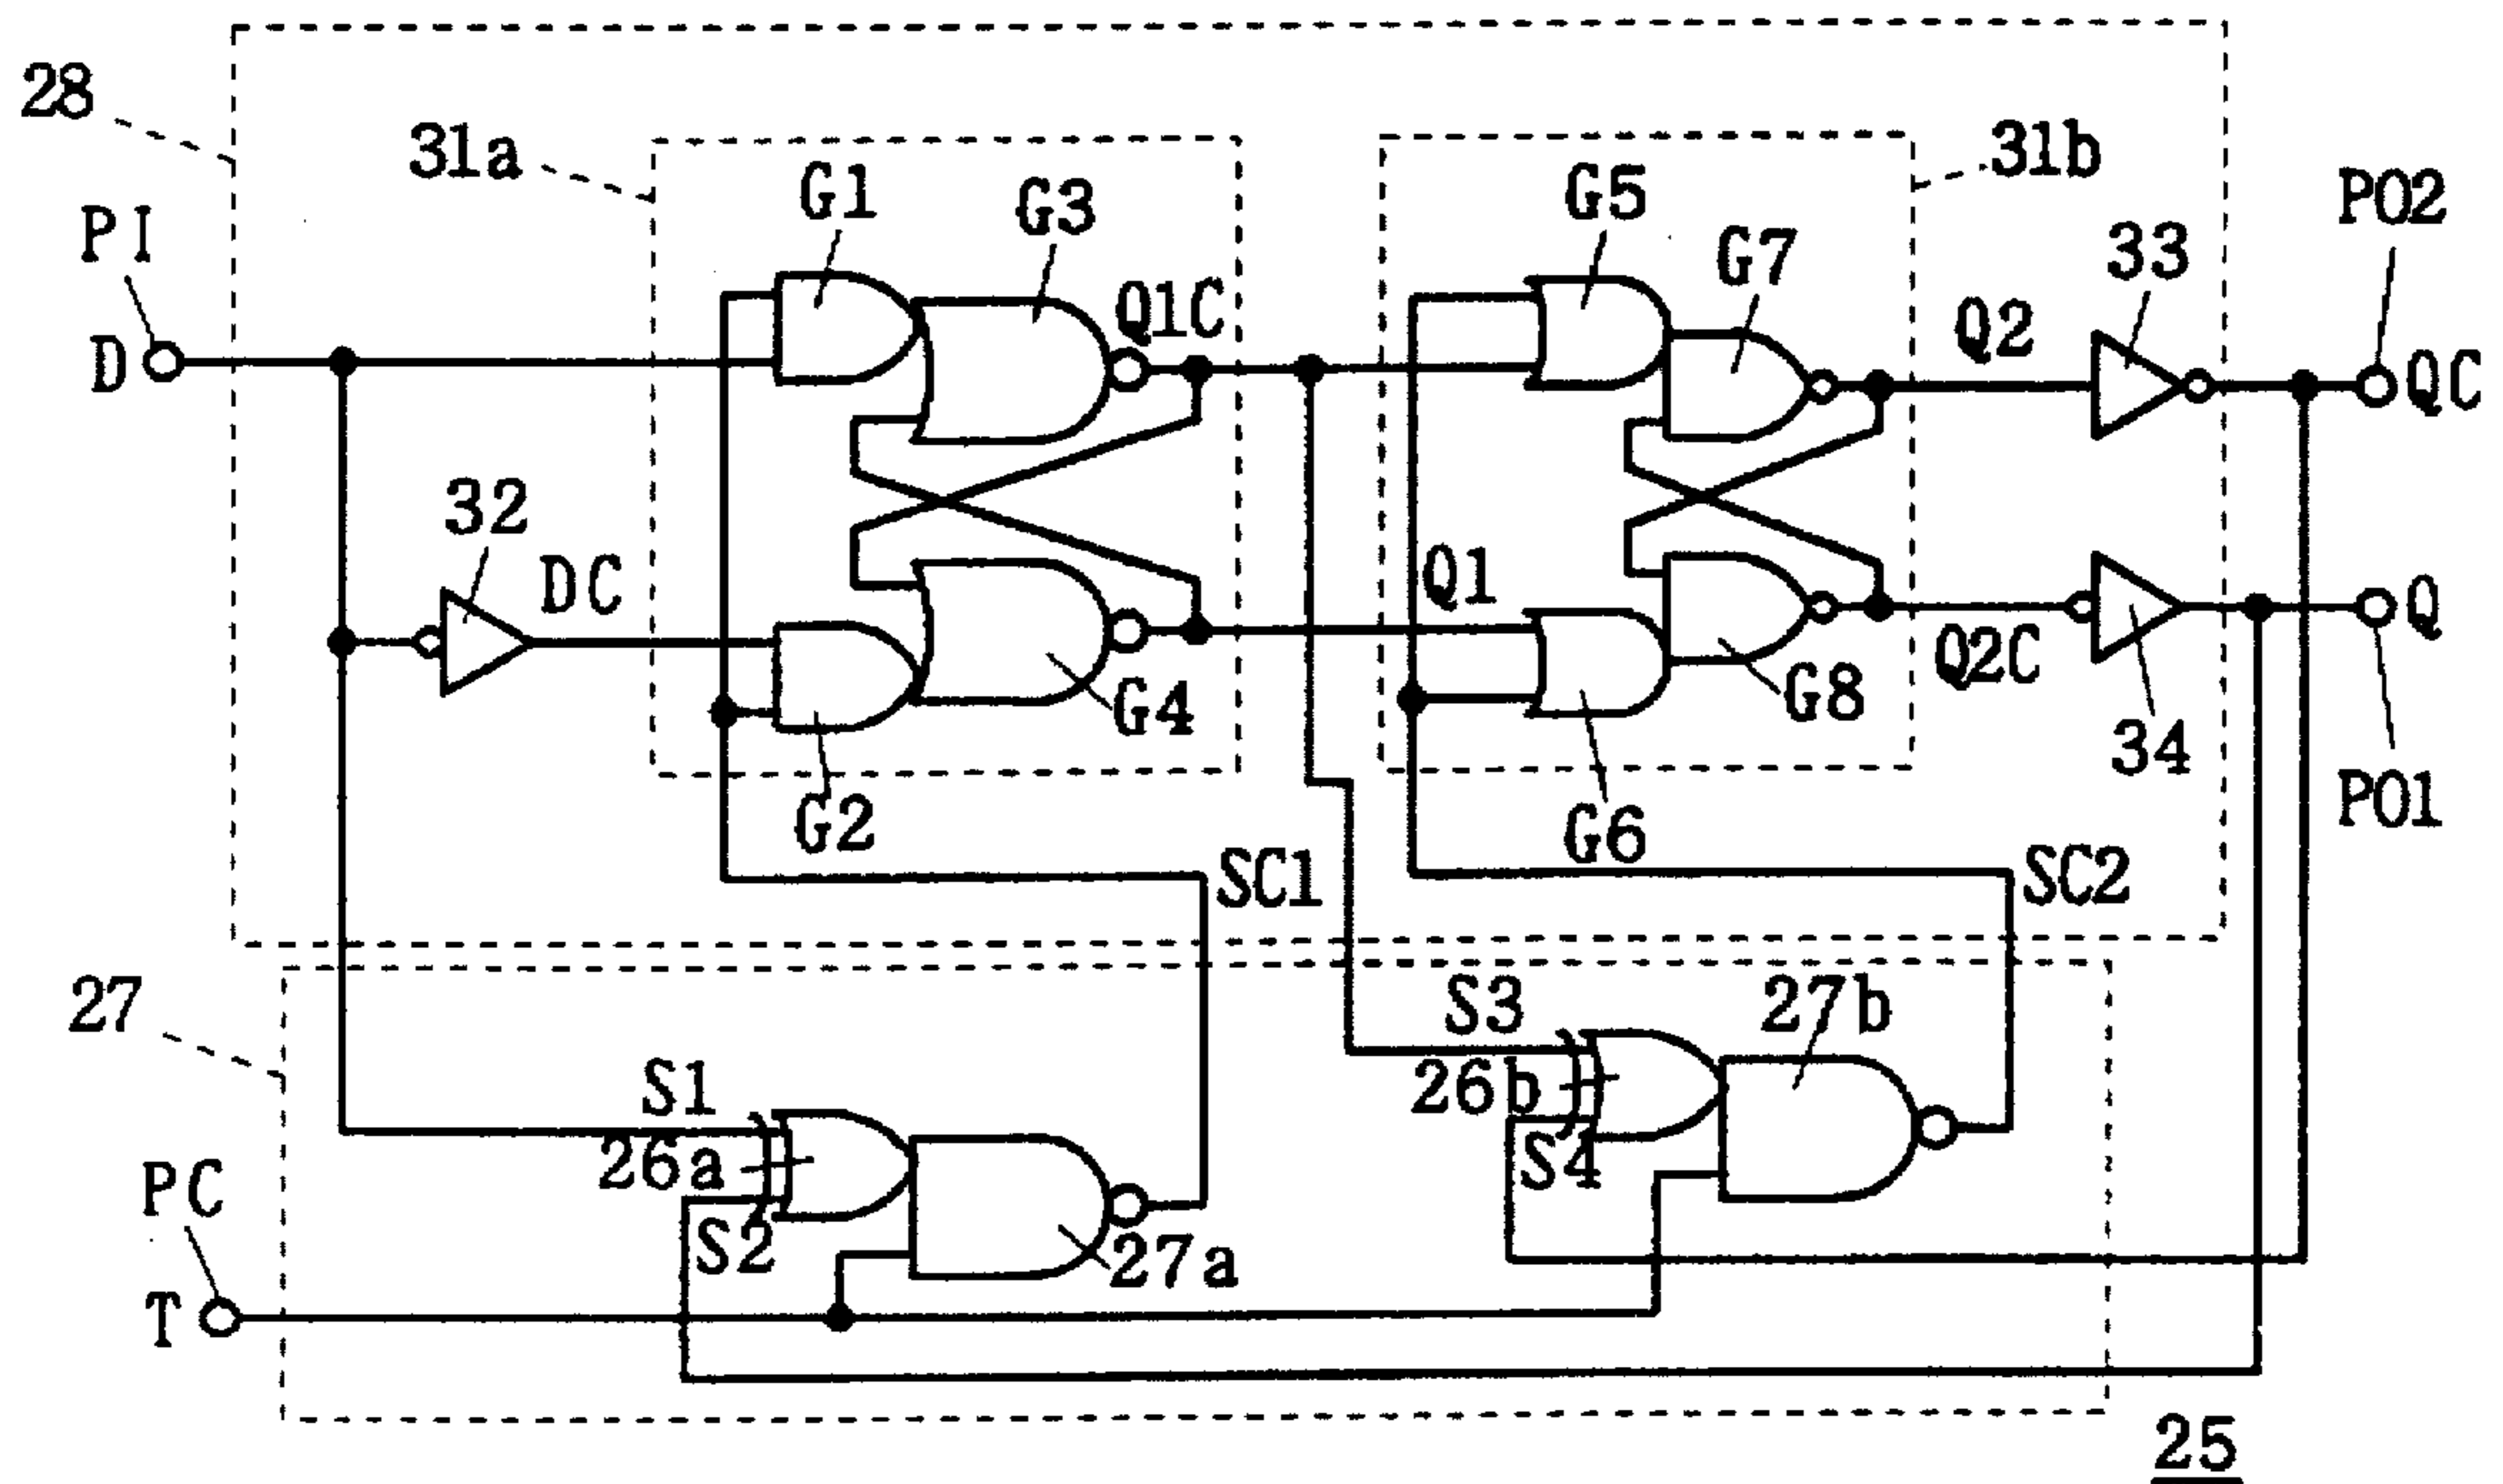 28
31a
G1
G3
Q1C
G5
G7
31b
PO2
PI
D
33
Q2
QC
32
DC
Q1
Q
Q2C
G4
G8
34
PO1
G2
G6
SC1
SC2
27
S3
27b
26b
S1
26a
S4
PC
S2
27a
T
25